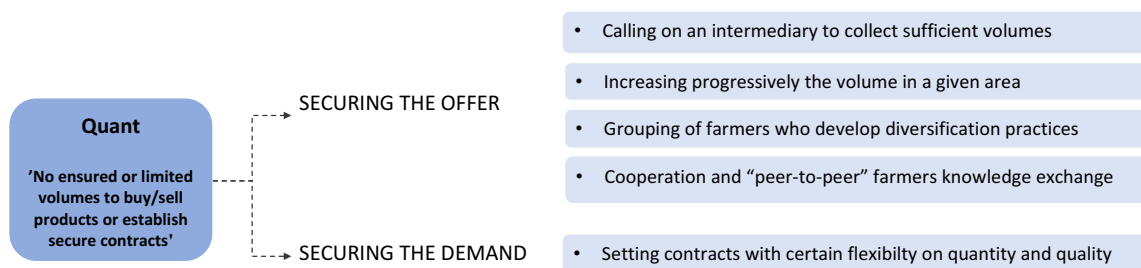 Quant
’No ensured or limited
volumes to buy/sell
products or establish
secure contracts'
SECURING THE OFFER
• Calling on an intermediary to collect sufficient volumes
• Increasing progressively the volume in a given area
• Grouping of farmers who develop diversification practices
• Cooperation and “peer-to-peer” farmers knowledge exchange
SECURING THE DEMAND
• Setting contracts with certain flexibilty on quantity and quality